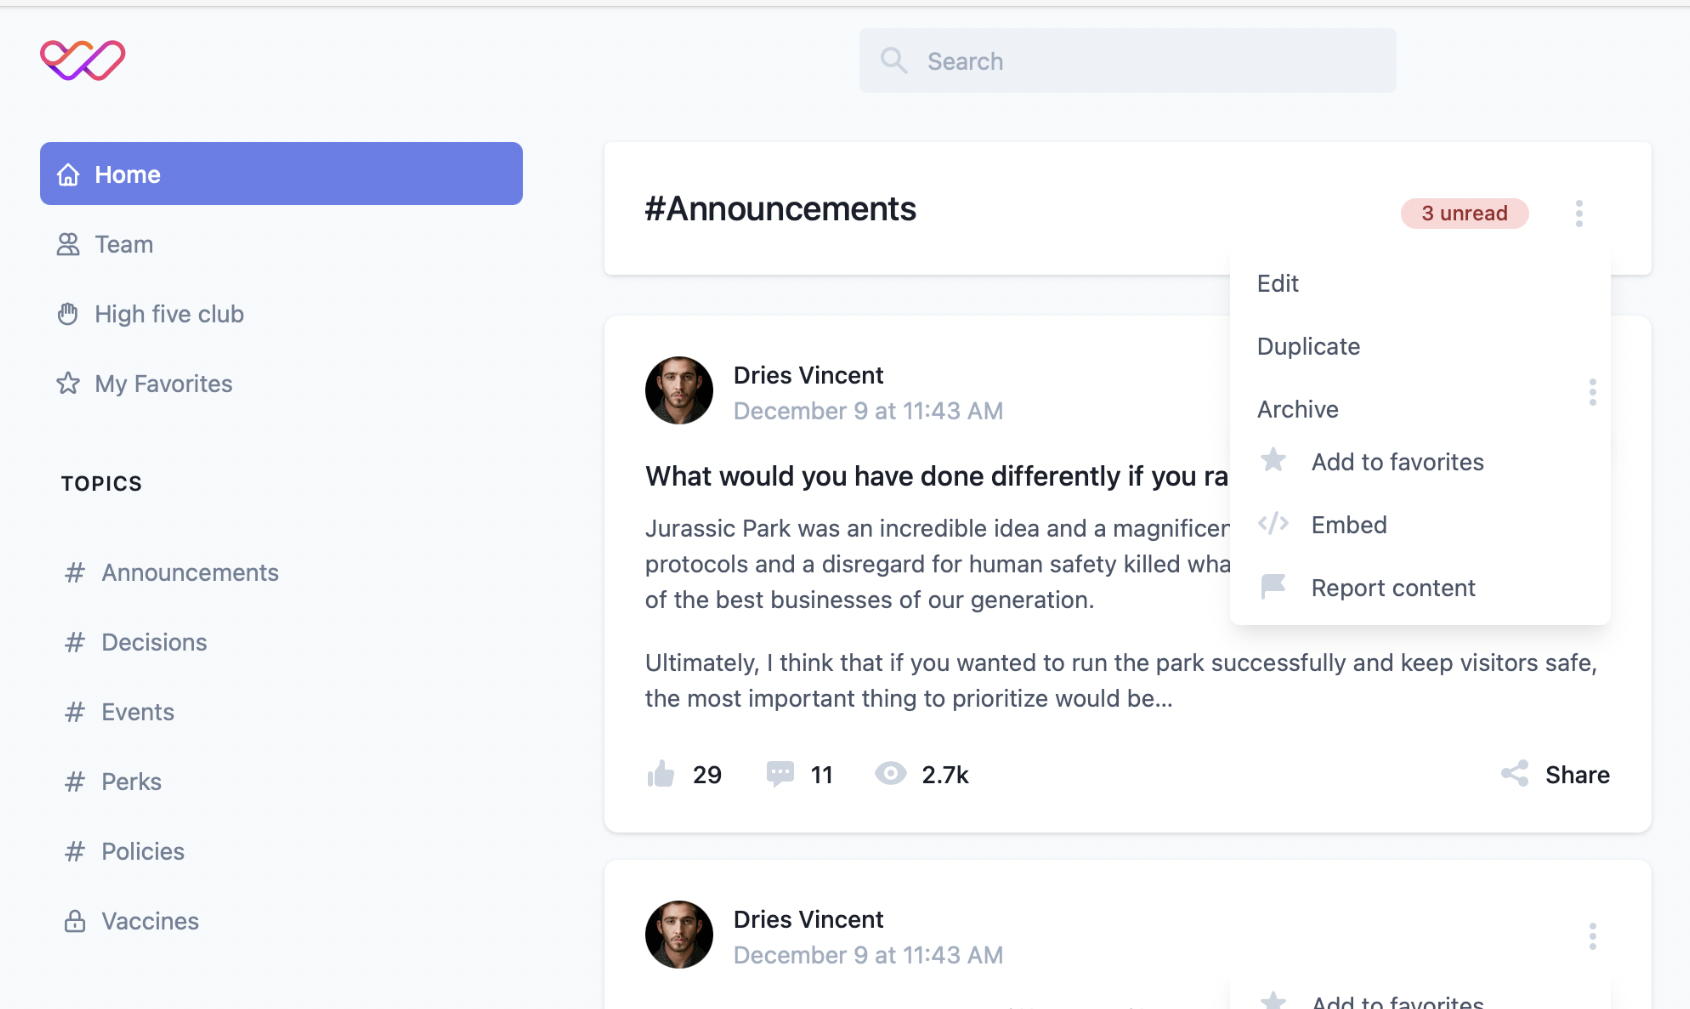 Search
Home
Team
High five club
My Favorites
TOPICS
# Announcements
# Decisions
# Events
# Perks
# Policies
Vaccines
#Announcements
3 unread
Edit
Duplicate
Archive
Add to favorites
Embed
Report content
Dries Vincent
December 9 at 11:43 AM
What would you have done differently if you ra
Jurassic Park was an incredible idea and a magnificen
protocols and a disregard for human safety killed wha
of the best businesses of our generation.
Ultimately, I think that if you wanted to run the park successfully and keep visitors safe,
the most important thing to prioritize would be...
29 11 2.7k Share
Dries Vincent
December 9 at 11:43 AM
Add to favorites